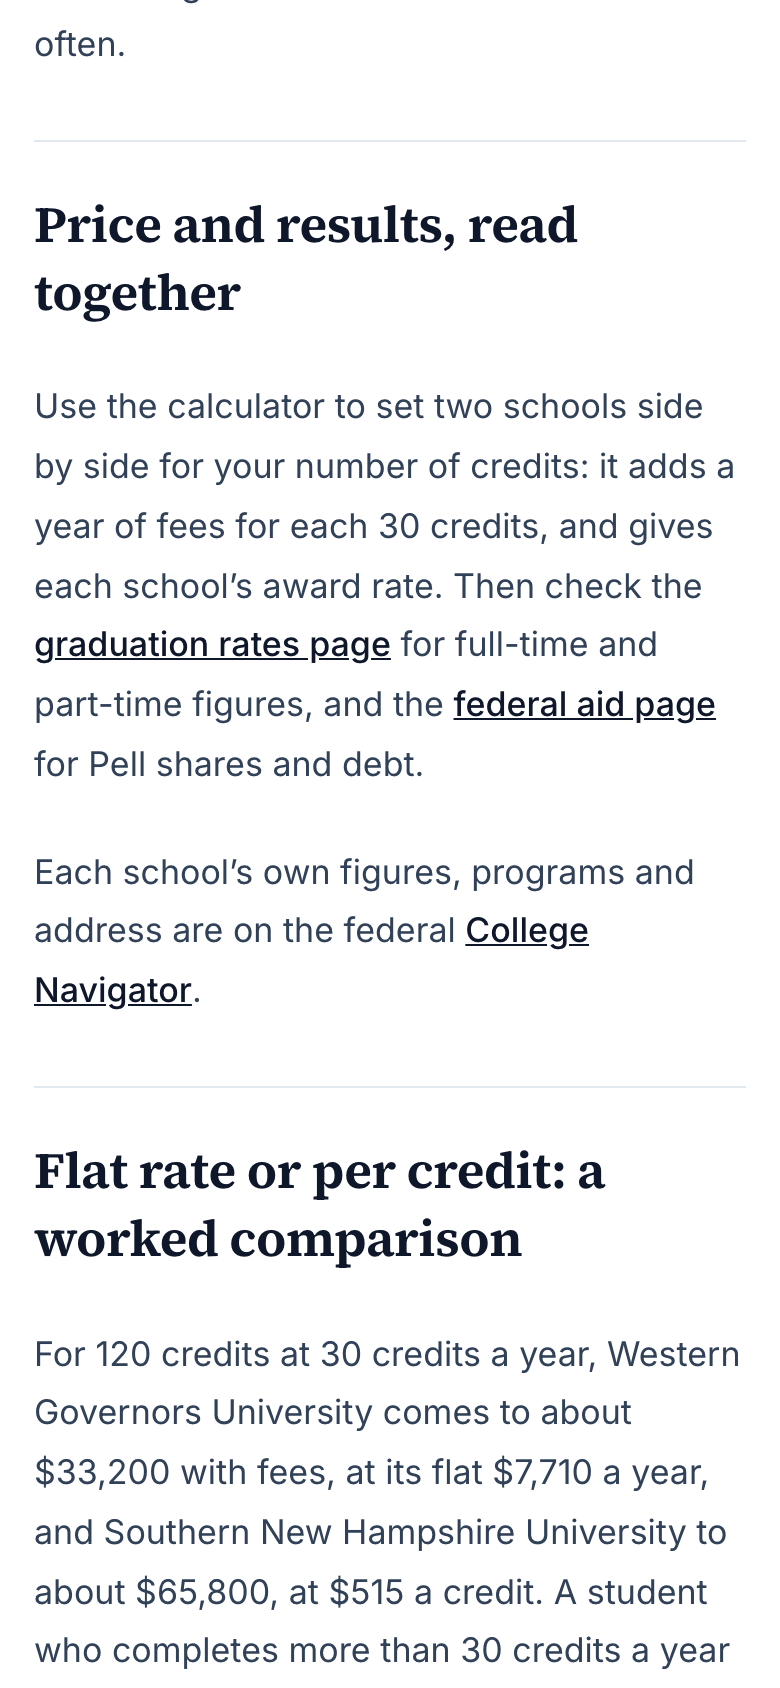 often.
Price and results, read
together
Use the calculator to set two schools side
by side for your number of credits: it adds a
year of fees for each 30 credits, and gives
each school’s award rate. Then check the
graduation rates page for full-time and
part-time figures, and the federal aid page
for Pell shares and debt.
Each school’s own figures, programs and
address are on the federal College
Navigator.
Flat rate or per credit: a
worked comparison
For 120 credits at 30 credits a year, Western
Governors University comes to about
$33,200 with fees, at its flat $7,710 a year,
and Southern New Hampshire University to
about $65,800, at $515 a credit. A student
who completes more than 30 credits a year